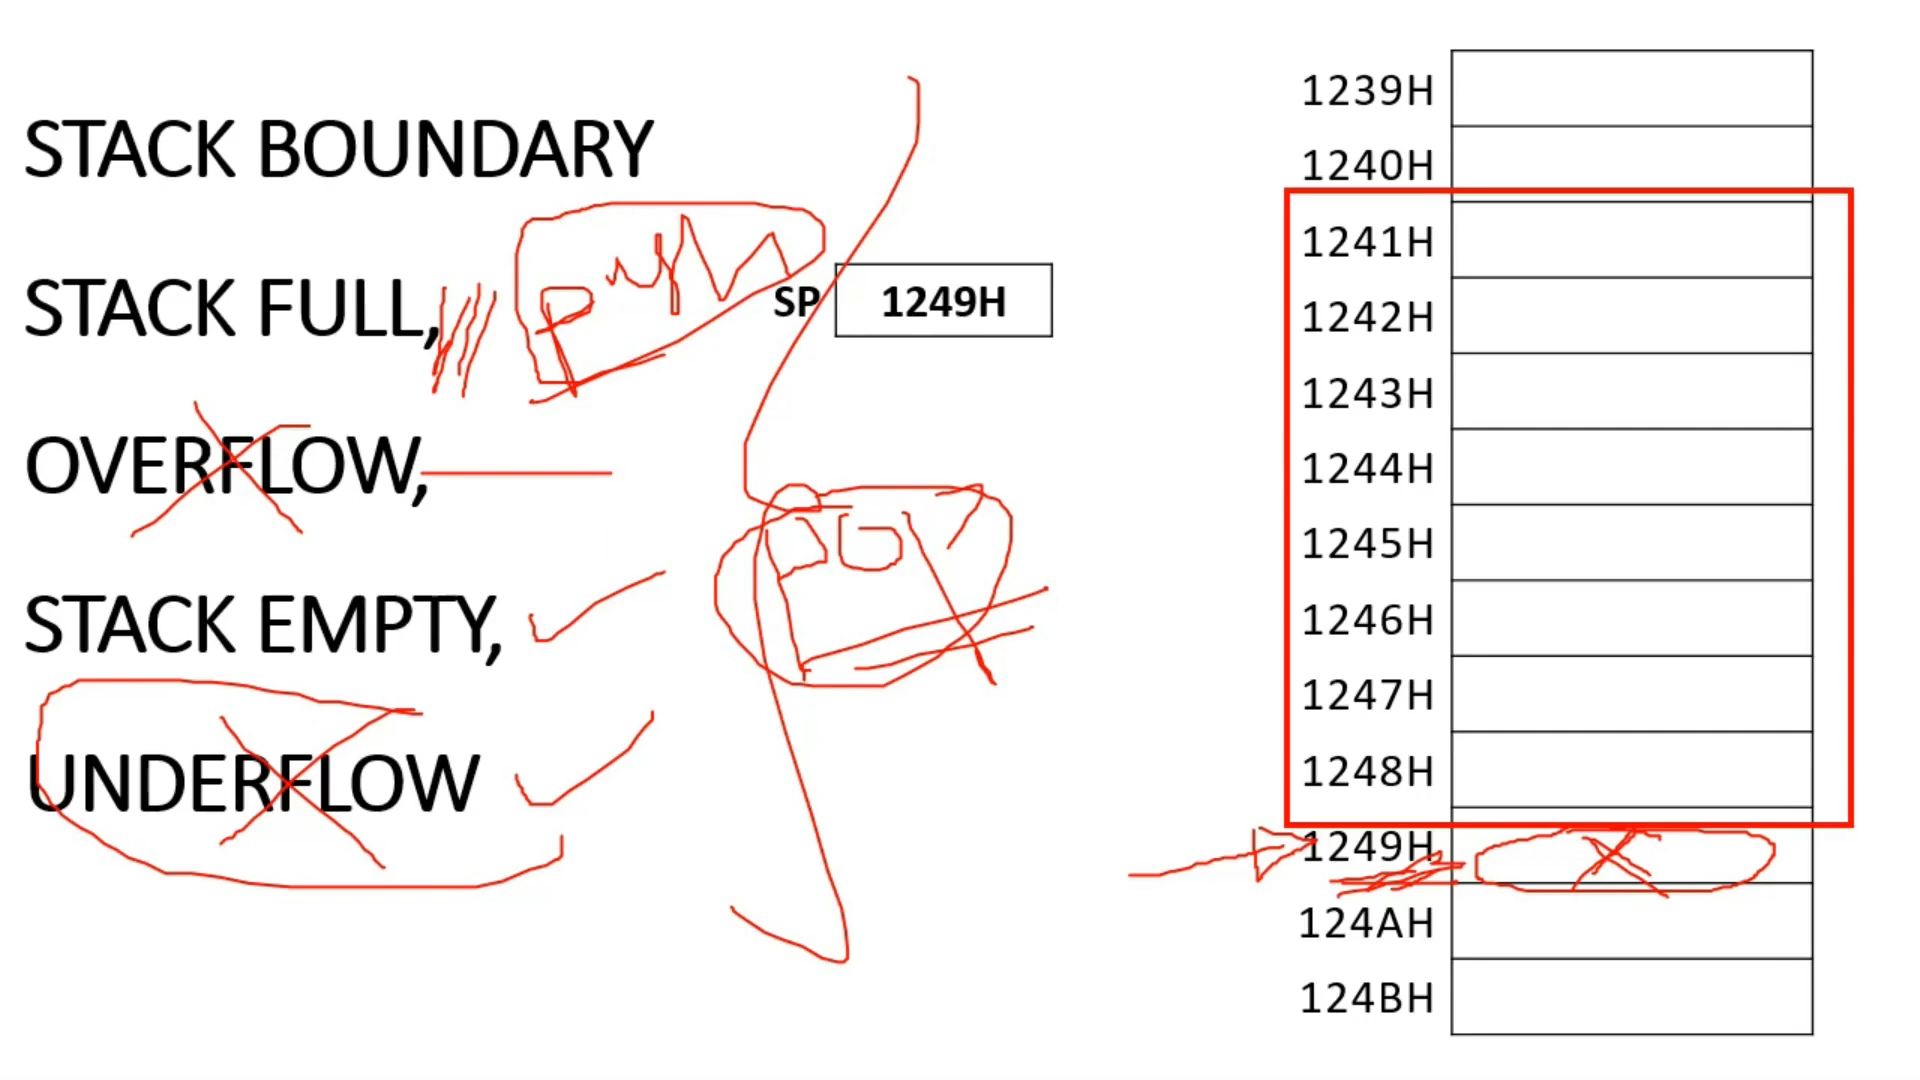 STACK BOUNDARY
STACK FULL,
OVERFLOW,
STACK EMPTY,
UNDERFLOW
SP 1249H
POP
1239H
1240H
1241H
1242H
1243H
1244H
1245H
1246H
1247H
1248H
1249H
124AH
124BH